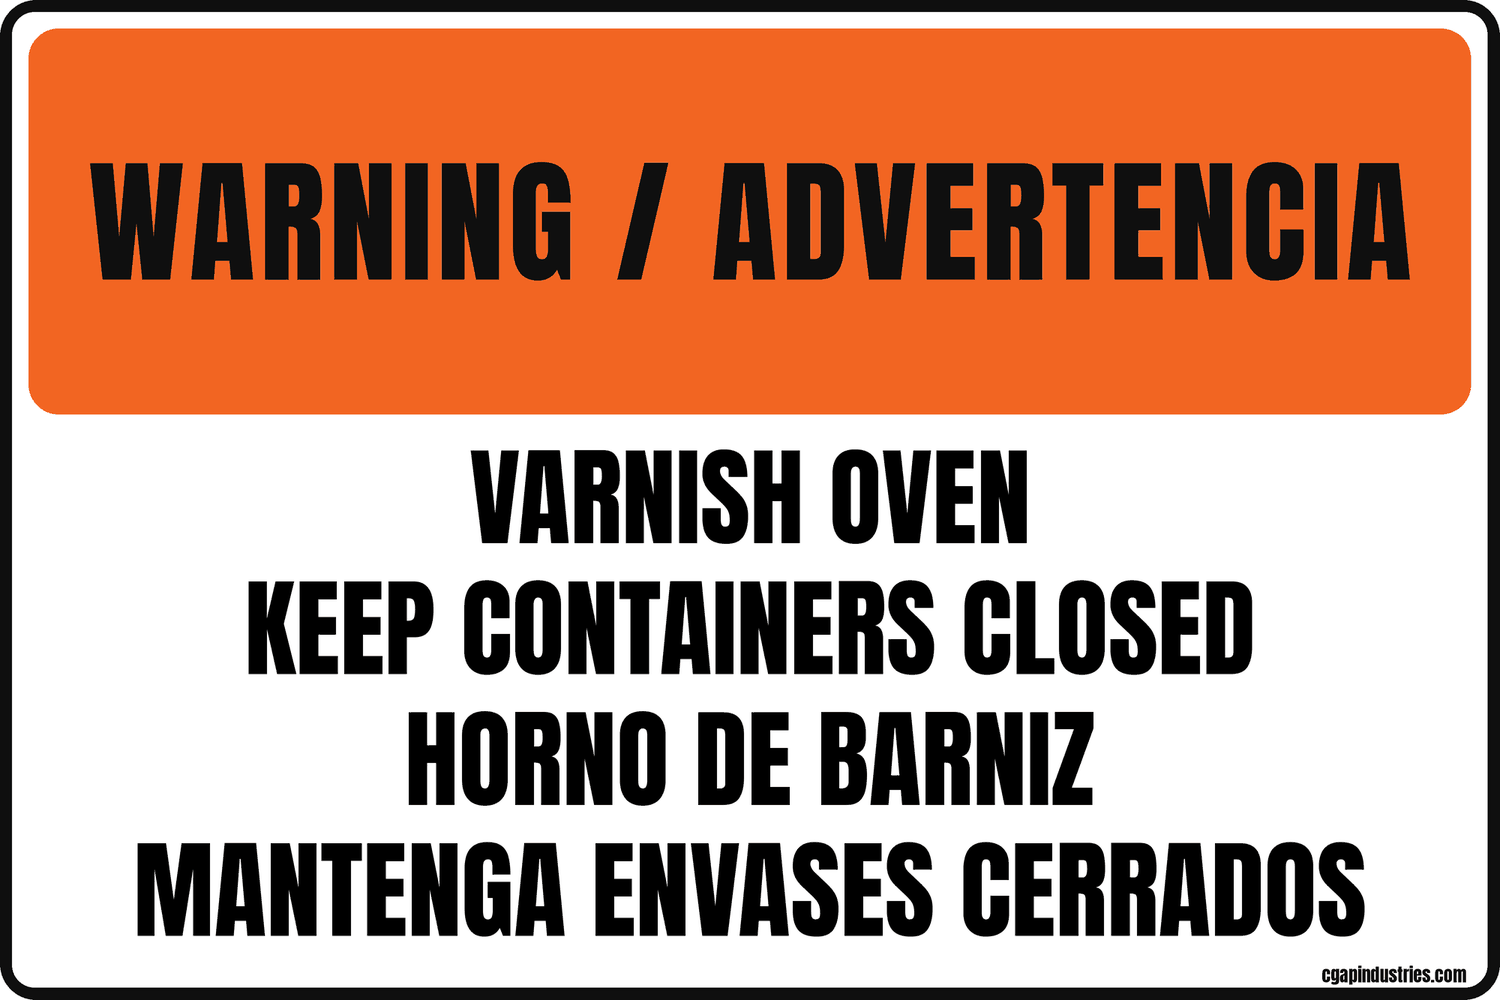 WARNING / ADVERTENCIA
VARNISH OVEN
KEEP CONTAINERS CLOSED
HORNO DE BARNIZ
MANTENGA ENVASES CERRADOS
cgapindustries.com